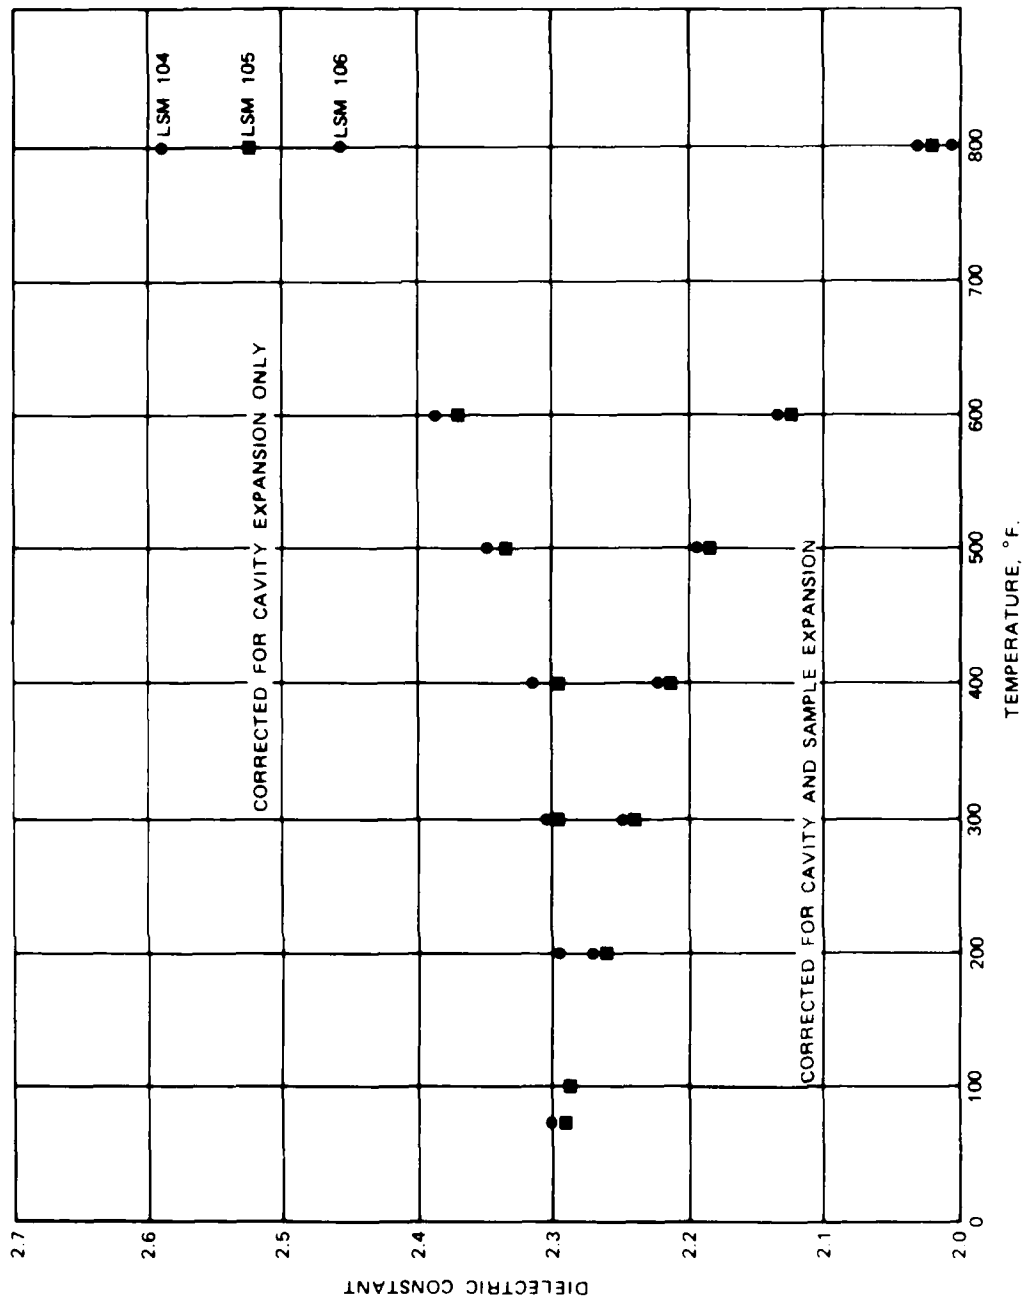 DIELECTRIC CONSTANT
2.7
2.6
2.5
2.4
2.3
2.2
2.1
2.0
LSM 104
LSM 105
LSM 106
CORRECTED FOR CAVITY EXPANSION ONLY
CORRECTED FOR CAVITY AND SAMPLE EXPANSION
0
100
200
300
400
500
600
700
800
TEMPERATURE, °F.